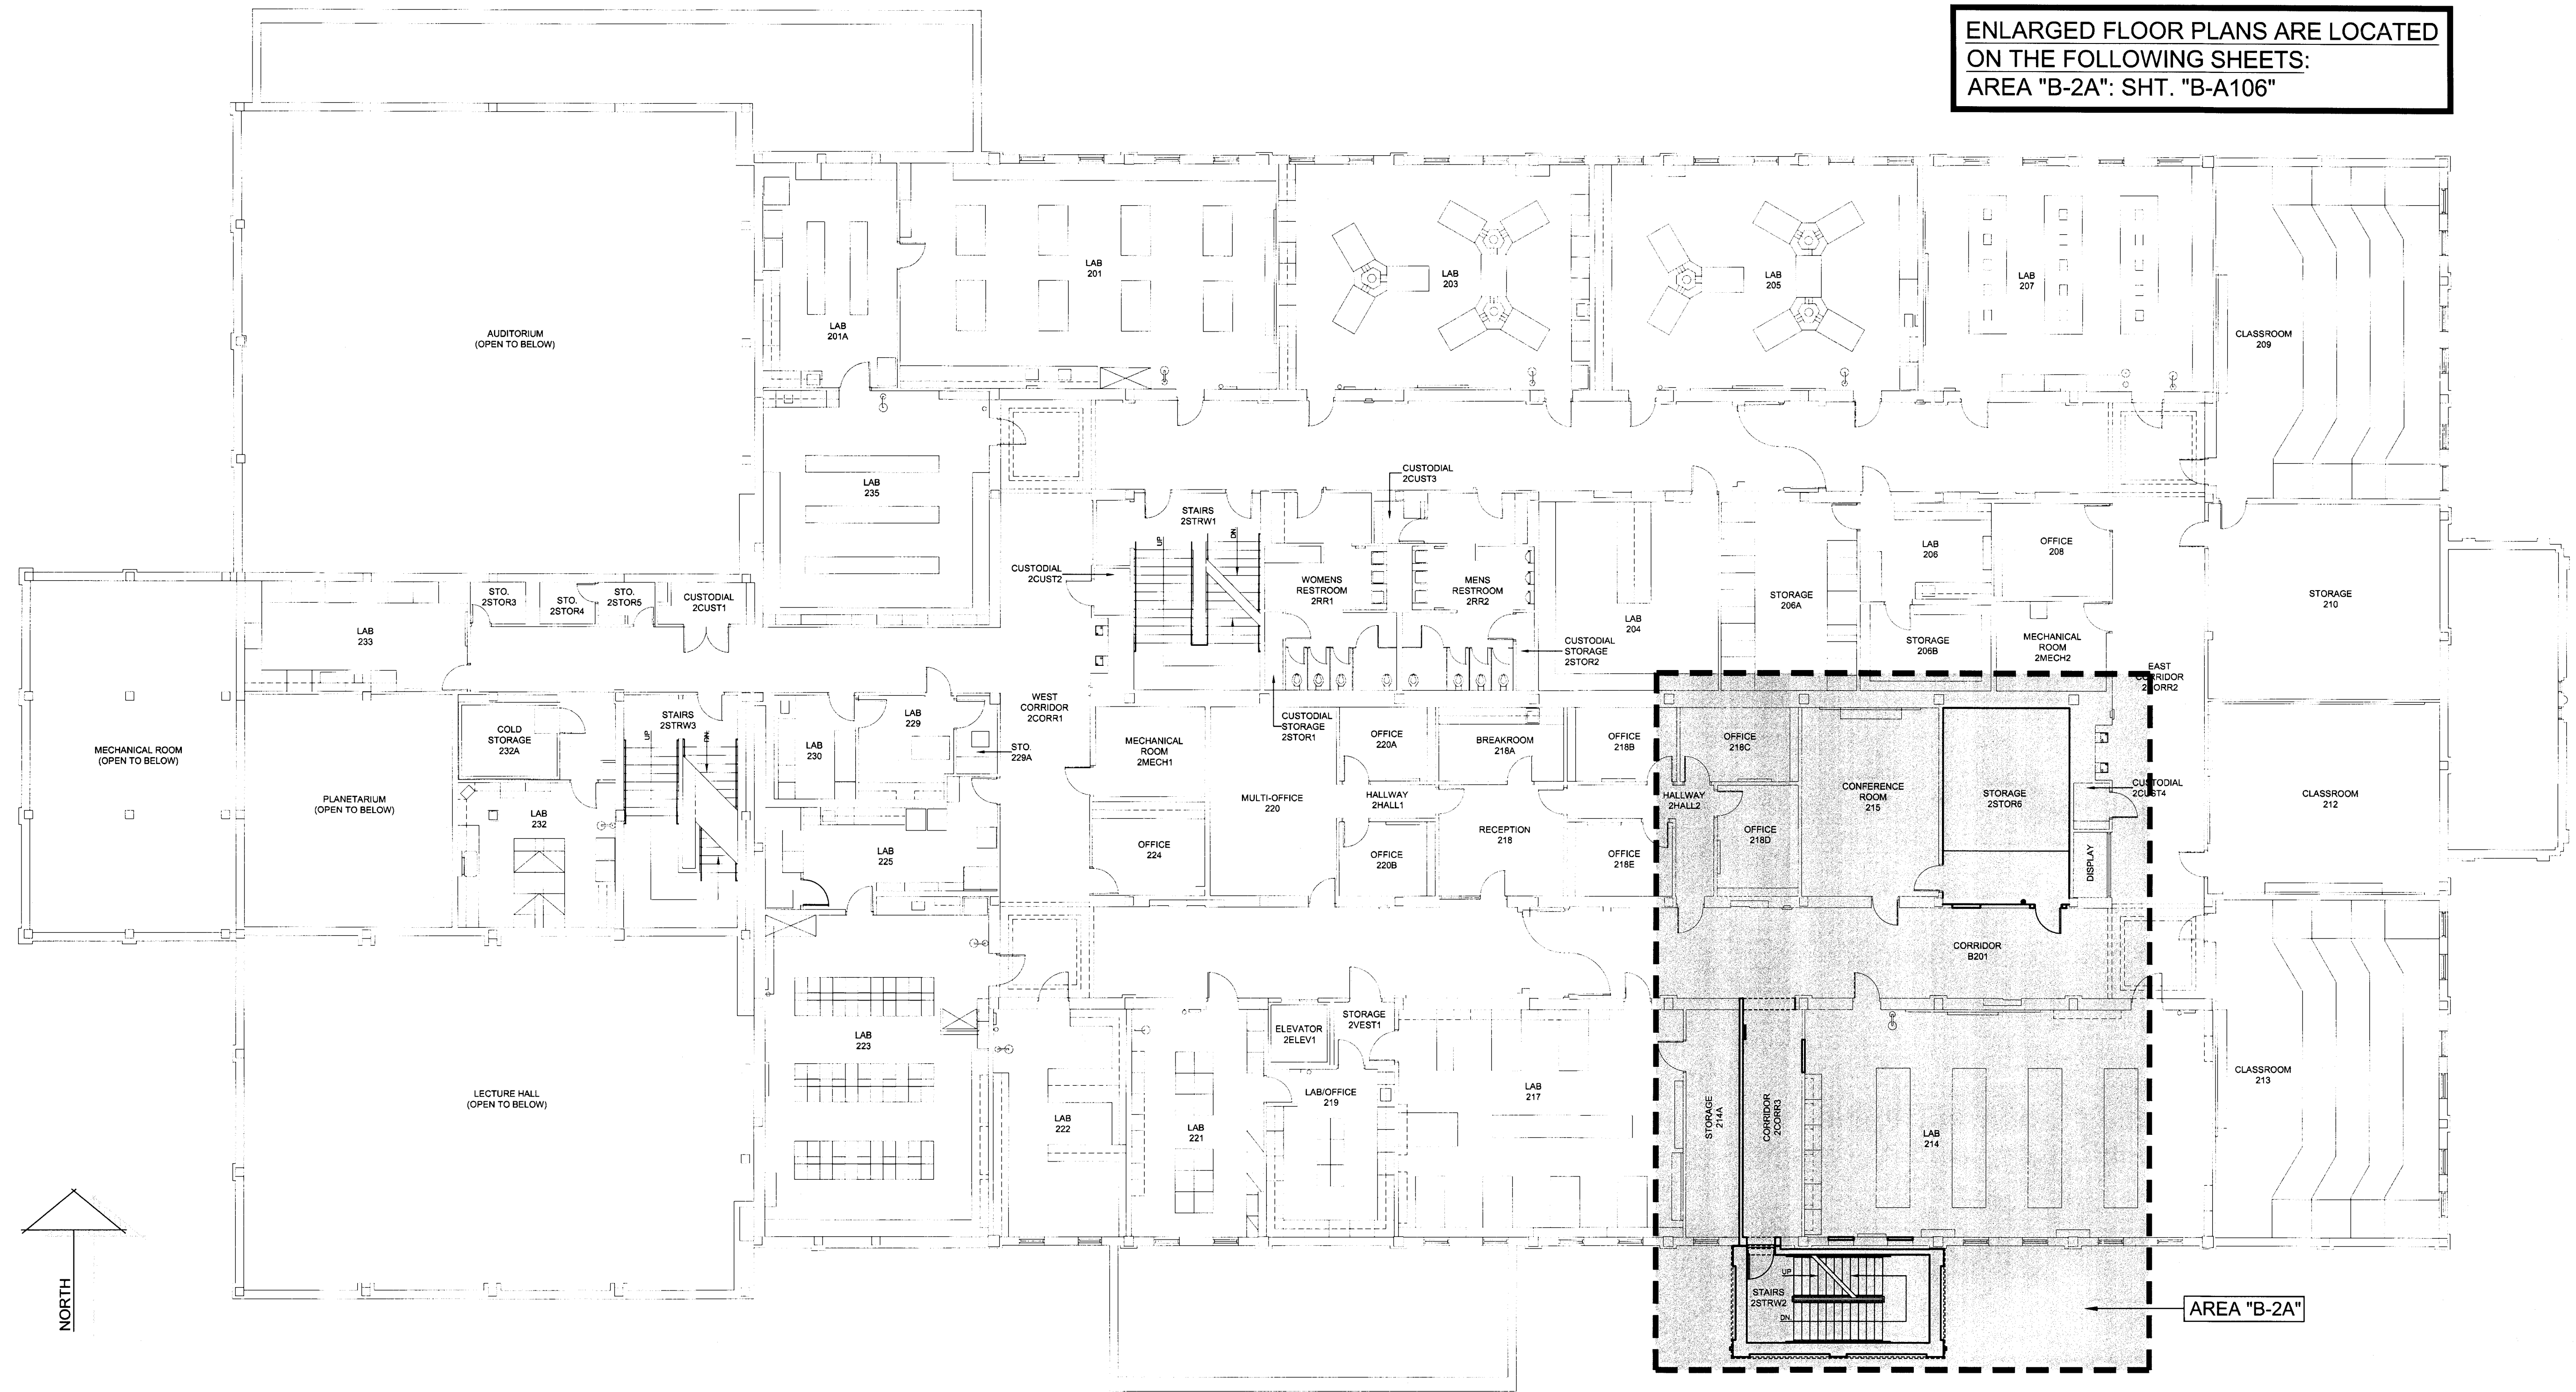 ENLARGED FLOOR PLANS ARE LOCATED
ON THE FOLLOWING SHEETS:
AREA "B-2A": SHT. "B-A106"
AUDITORIUM
(OPEN TO BELOW)
LAB
201A
LAB
201
LAB
203
LAB
205
LAB
207
CLASSROOM
209
LAB
235
CUSTODIAL
2CUST3
STAIRS
2STRW1
UP
DN.
CUSTODIAL
2CUST2
WOMENS
RESTROOM
2RR1
MENS
RESTROOM
2RR2
CUSTODIAL
STORAGE
2STOR2
LAB
204
STORAGE
206A
LAB
206
OFFICE
208
STORAGE
206B
MECHANICAL
ROOM
2MECH2
STORAGE
210
STO.
2STOR3
STO.
2STOR4
STO.
2STOR5
CUSTODIAL
2CUST1
LAB
233
EAST
CORRIDOR
2CORR2
MECHANICAL ROOM
(OPEN TO BELOW)
PLANETARIUM
(OPEN TO BELOW)
COLD
STORAGE
232A
LAB
232
STAIRS
2STRW3
UP
DN.
LAB
230
LAB
229
STO.
229A
LAB
225
WEST
CORRIDOR
2CORR1
MECHANICAL
ROOM
2MECH1
OFFICE
224
CUSTODIAL
STORAGE
2STOR1
MULTI-OFFICE
220
OFFICE
220A
HALLWAY
2HALL1
OFFICE
220B
BREAKROOM
218A
RECEPTION
218
OFFICE
218B
OFFICE
218E
HALLWAY
2HALL2
OFFICE
218C
OFFICE
218D
CONFERENCE
ROOM
215
STORAGE
2STOR6
CUSTODIAL
2CUST4
DISPLAY
CLASSROOM
212
CORRIDOR
B201
LECTURE HALL
(OPEN TO BELOW)
LAB
223
LAB
222
LAB
221
ELEVATOR
2ELEV1
STORAGE
2VEST1
LAB/OFFICE
219
LAB
217
STORAGE
214A
CORRIDOR
2CORR3
LAB
214
CLASSROOM
213
STAIRS
2STRW2
UP
DN.
AREA "B-2A"
NORTH